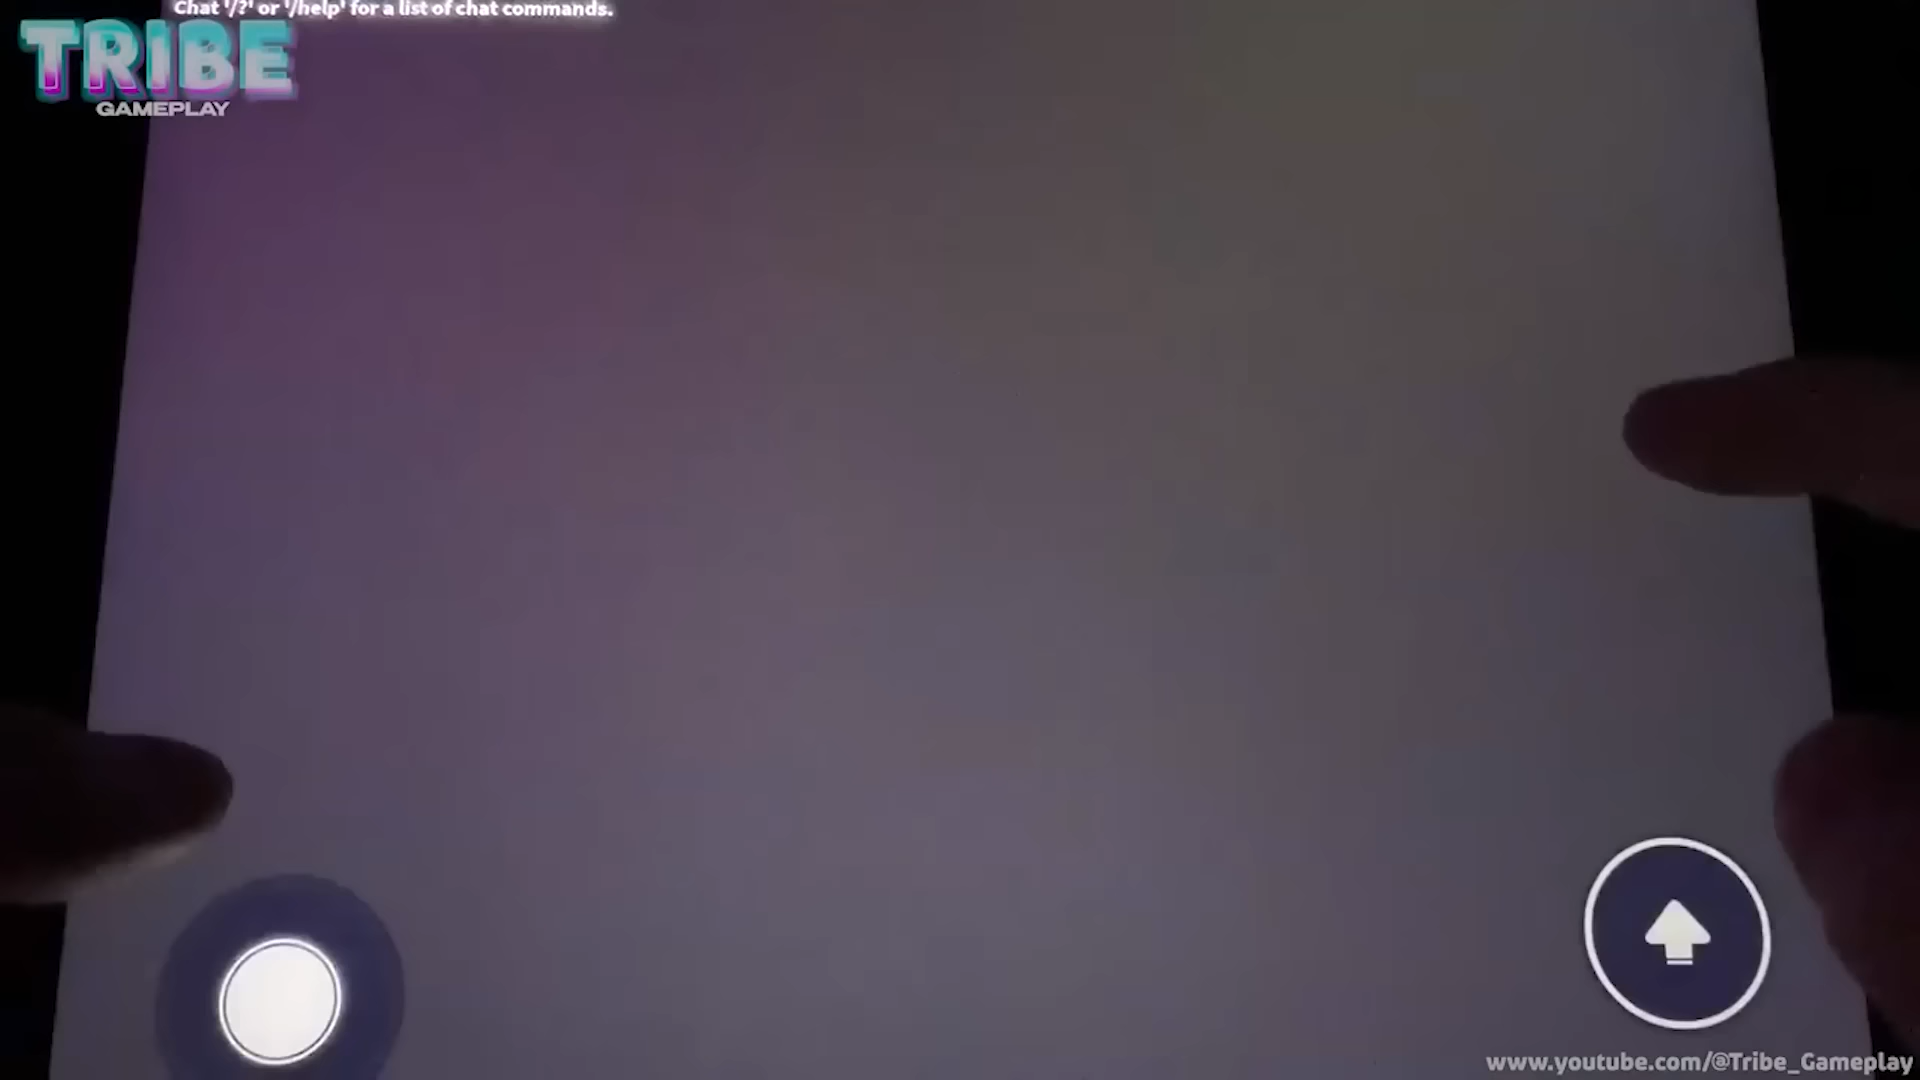 Chat '/?' or '/help' for a list of chat commands.
TRIBE
GAMEPLAY
www.youtube.com/@Tribe_Gameplay